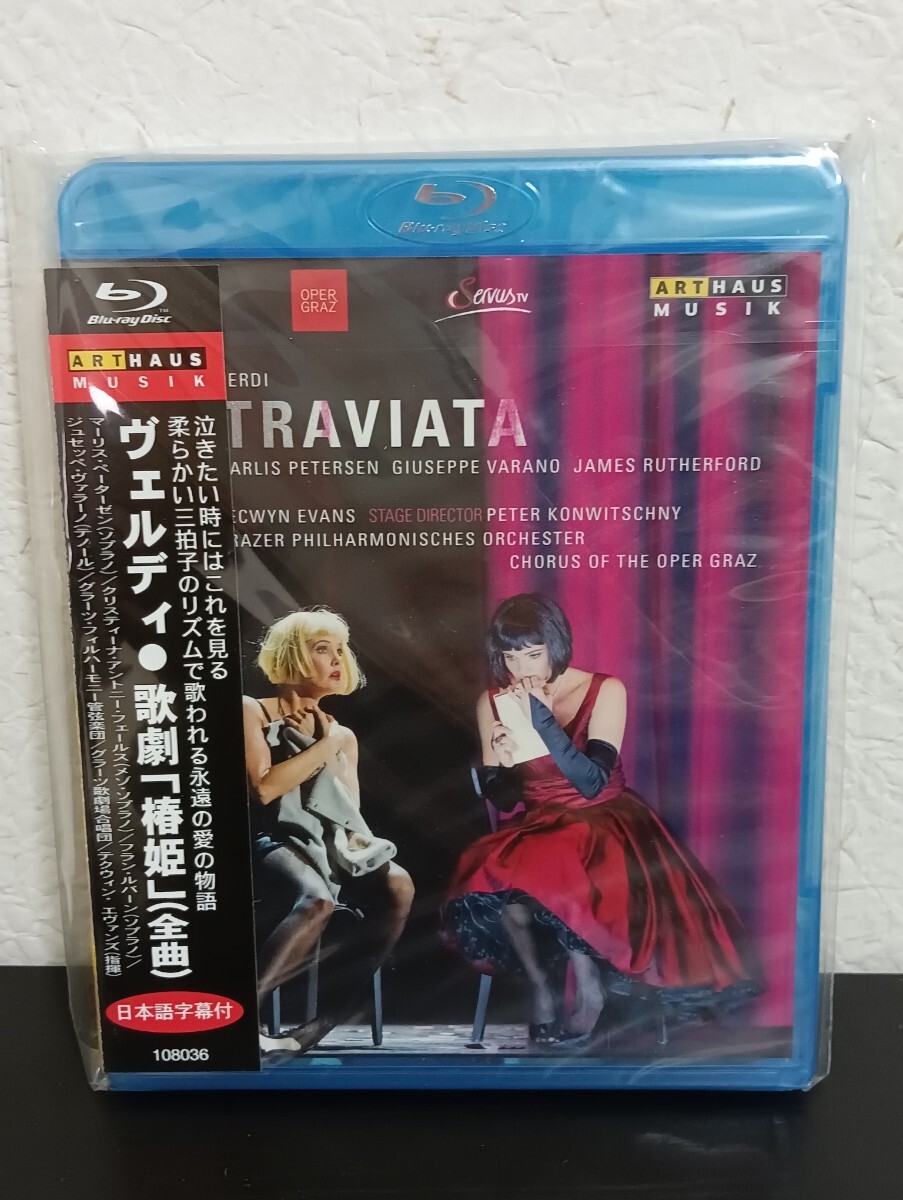 Blu-ray Disc
OPER
GRAZ
ServusTV
ARTHAUS
MUSIK
ERDI
TRAVIATA
ARLIS PETERSEN GIUSEPPE VARANO JAMES RUTHERFORD
ECWYN EVANS STAGE DIRECTOR PETER KONWITSCHNY
RAZER PHILHARMONISCHES ORCHESTER
CHORUS OF THE OPER GRAZ
Blu-ray Disc
ARTHAUS
MUSIK
泣きたい時にはこれを見る
柔らかい三拍子のリズムで歌われる永遠の愛の物語
ヴェルディ●歌劇「椿姫」(全曲)
マーリス・ペーターゼン(ソプラノ)/クリスティーナ・アントニー・フェールス(メゾ・ソプラノ)/フラン・ルバーン(ソプラノ)/
ジュゼッペ・ヴァラーノ(テノール)/グラーツ・フィルハーモニー管弦楽団/グラーツ歌劇場合唱団/テクウィン・エヴァンズ(指揮)
日本語字幕付
108036